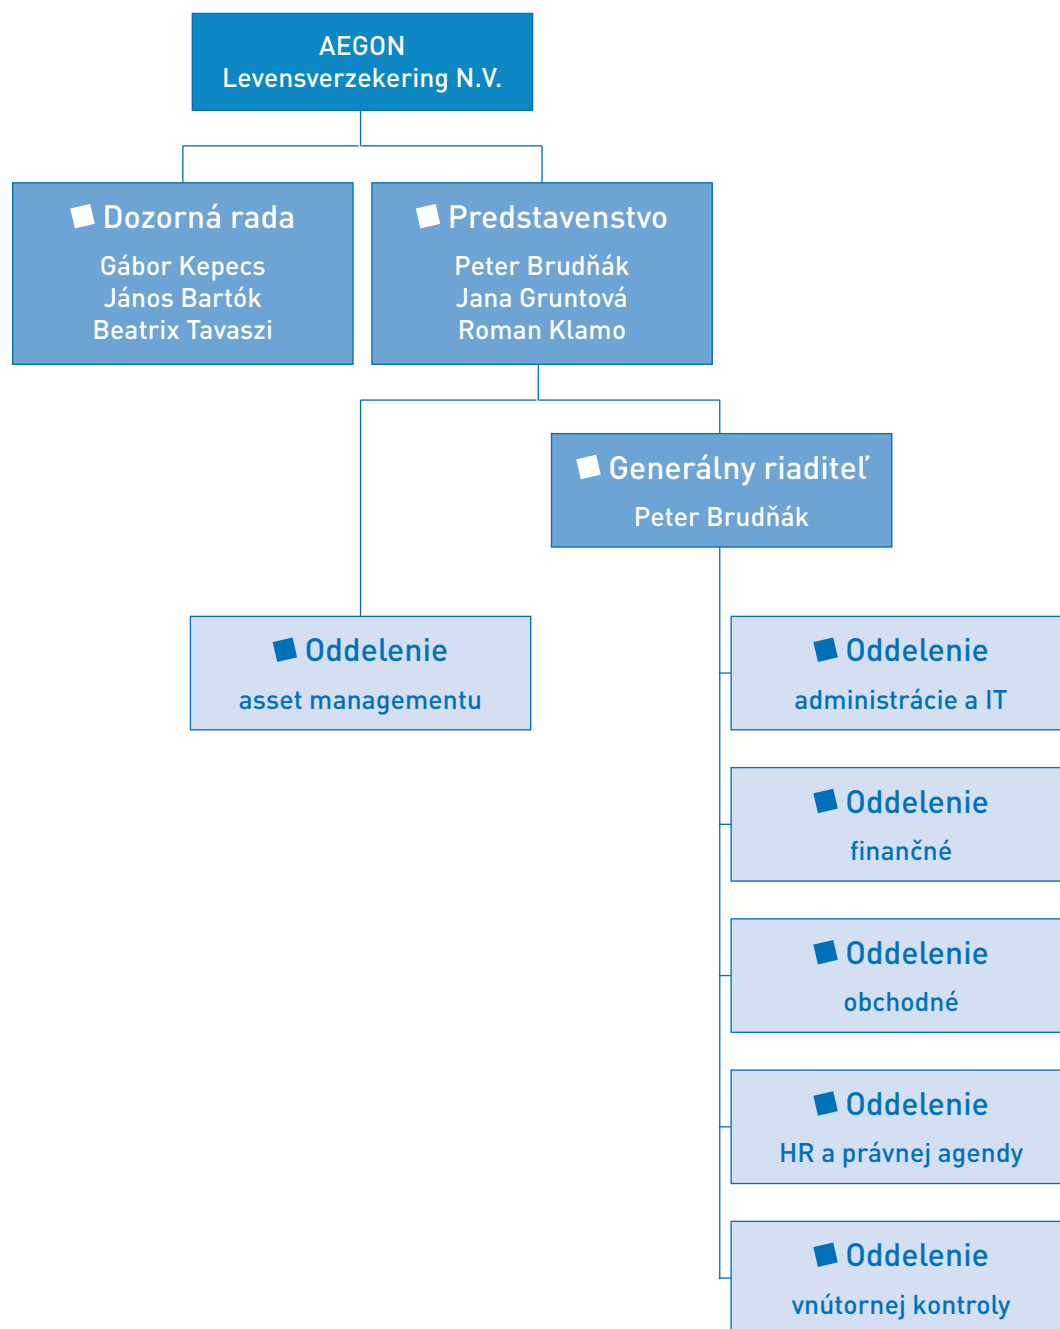 AEGON
Levensverzekering N.V.
Dozorná rada
Gábor Kepecs
János Bartók
Beatrix Tavaszi
Predstavenstvo
Peter Brudňák
Jana Gruntová
Roman Klamo
Generálny riaditeľ
Peter Brudňák
Oddelenie
asset managementu
Oddelenie
administrácie a IT
Oddelenie
finančné
Oddelenie
obchodné
Oddelenie
HR a právnej agendy
Oddelenie
vnútornej kontroly